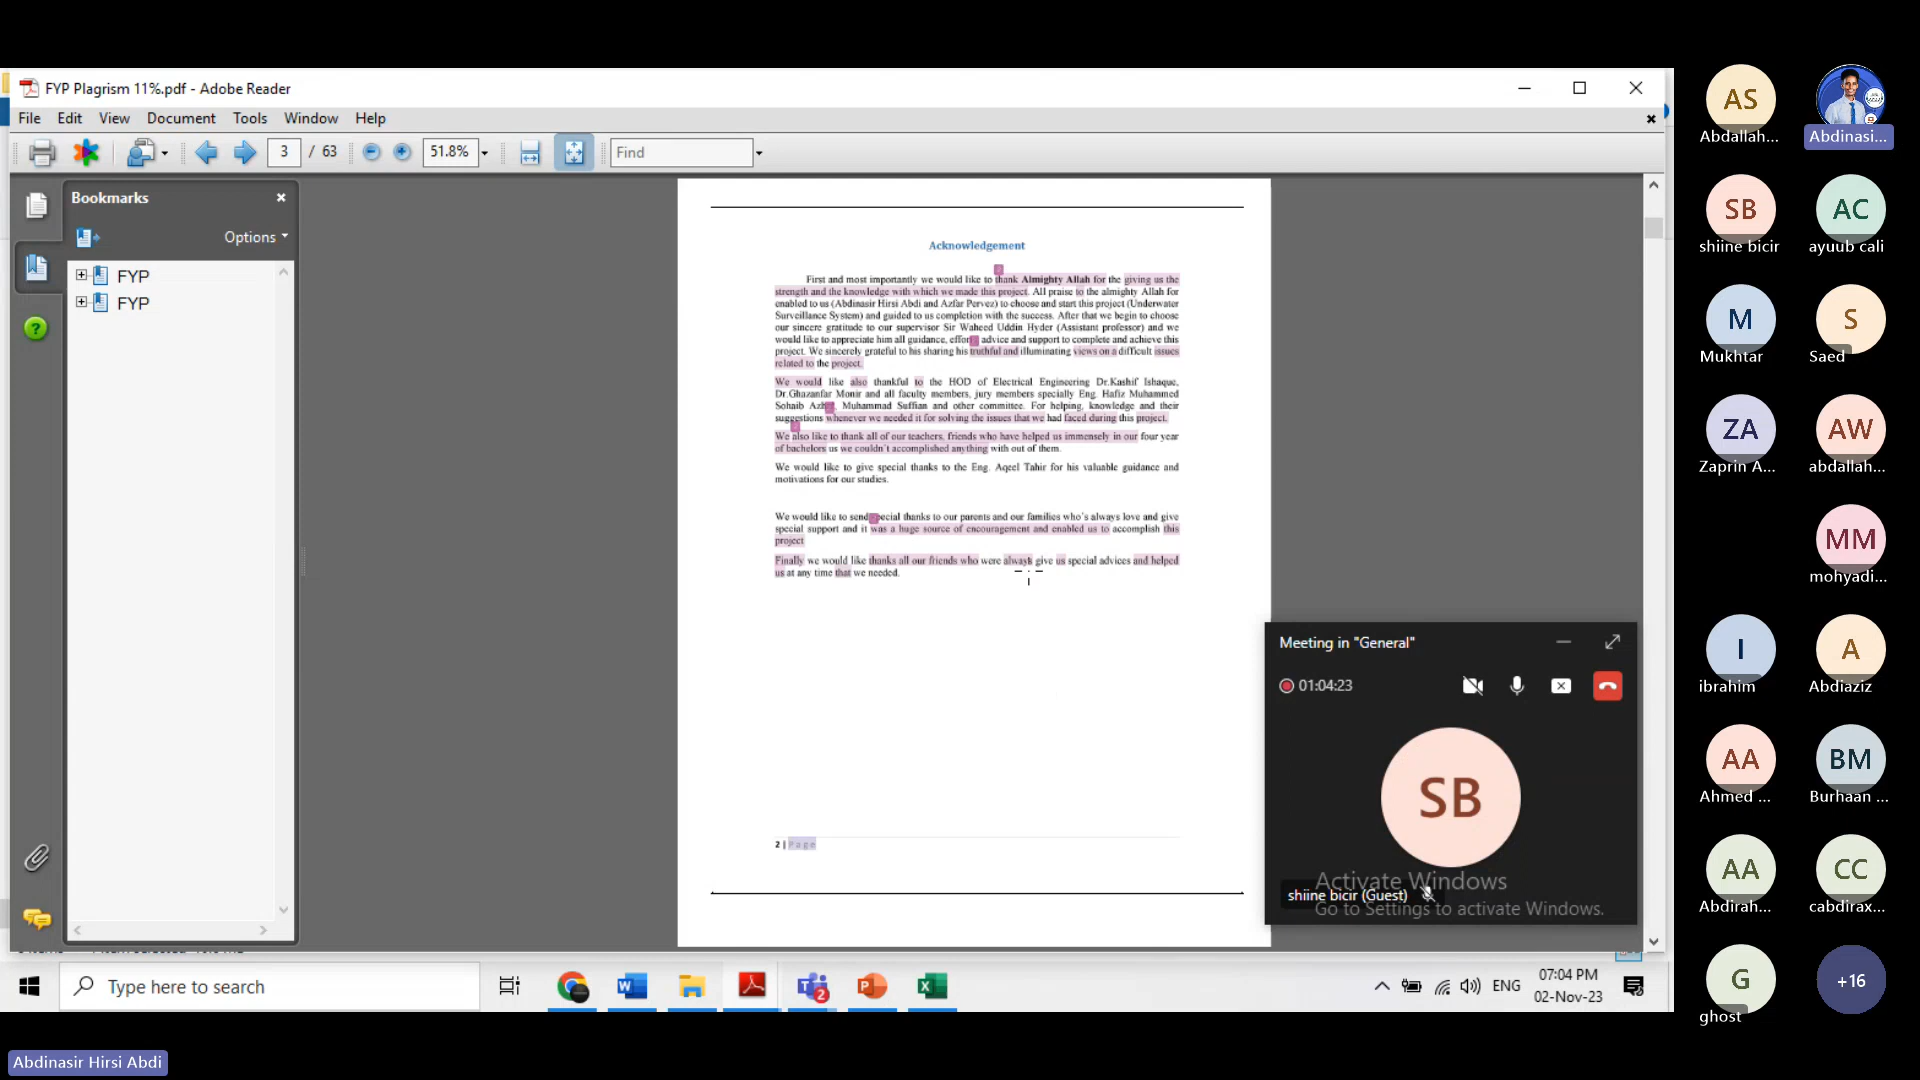 FYP Plagrism 11%.pdf - Adobe Reader
File Edit View Document Tools Window Help
3 / 63 51.8% Find
Bookmarks
Options
FYP
FYP
Acknowledgement
First and most importantly we would like to thank Almighty Allah for the giving us the
strength and the knowledge with which we made this project. All praise to the almighty Allah for
enabled to us (Abdinasir Hirsi Abdi and Azfar Pervez) to choose and start this project (Underwater
Surveillance System) and guided to us completion with the success. After that we begin to choose
our sincere gratitude to our supervisor Sir Waheed Uddin Hyder (Assistant professor) and we
would like to appreciate him all guidance, effort advice and support to complete and achieve this
project. We sincerely grateful to his sharing his truthful and illuminating views on a difficult issues
related to the project.
We would like also thankful to the HOD of Electrical Engineering Dr.Kashif Ishaque,
Dr.Ghazanfar Monir and all faculty members, jury members specially Eng. Hafiz Muhammed
Sohaib Muhammad Suffian and other committee. For helping, knowledge and their
suggestions whenever we needed it for solving the issues that we had faced during this project.
We also like to thank all of our teachers, friends who have helped us immensely in our four year
of bachelors us we couldn't accomplished anything with out of them.
We would like to give special thanks to the Eng. Aqeel Tahir for his valuable guidance and
motivations for our studies.
We would like to send special thanks to our parents and our families who's always love and give
special support and it was a huge source of encouragement and enabled us to accomplish this
project
Finally we would like thanks all our friends who were always give us special advices and helped
us at any time that we needed.
2 | Page
Meeting in "General"
01:04:23
SB
shiine bicir (Guest)
Activate Windows
Go to Settings to activate Windows.
Type here to search
2
ENG
07:04 PM
02-Nov-23
Abdinasir Hirsi Abdi
AS
Abdallah...
Abdinasi...
SB
shiine bicir
AC
ayuub cali
M
Mukhtar
S
Saed
ZA
Zaprin A...
AW
abdallah...
MM
mohyadi...
I
ibrahim
A
Abdiaziz
AA
Ahmed ...
BM
Burhaan ...
AA
Abdirah...
CC
cabdirax...
G
ghost
+16